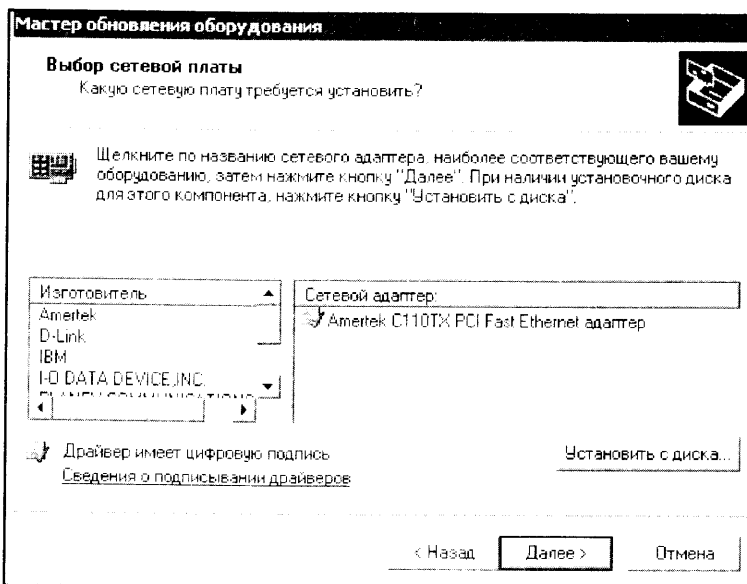 Мастер обновления оборудования
Выбор сетевой платы
Какую сетевую плату требуется установить?
Щелкните по названию сетевого адаптера, наиболее соответствующего вашему
оборудованию, затем нажмите кнопку "Далее". При наличии установочного диска
для этого компонента, нажмите кнопку "Установить с диска".
Изготовитель
Amertek
D-Link
IBM
I-O DATA DEVICE,INC.
Сетевой адаптер:
Amertek C110TX PCI Fast Ethernet адаптер
Драйвер имеет цифровую подпись
Сведения о подписывании драйверов
Установить с диска...
< Назад
Далее >
Отмена